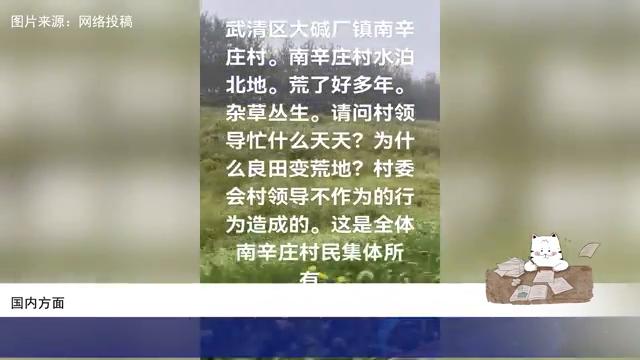 图片来源：网络投稿
武清区大碱厂镇南辛
庄村。南辛庄村水泊
北地。荒了好多年。
杂草丛生。请问村领
导忙什么天天？为什
么良田变荒地？村委
会村领导不作为的行
为造成的。这是全体
南辛庄村民集体所
有
国内方面